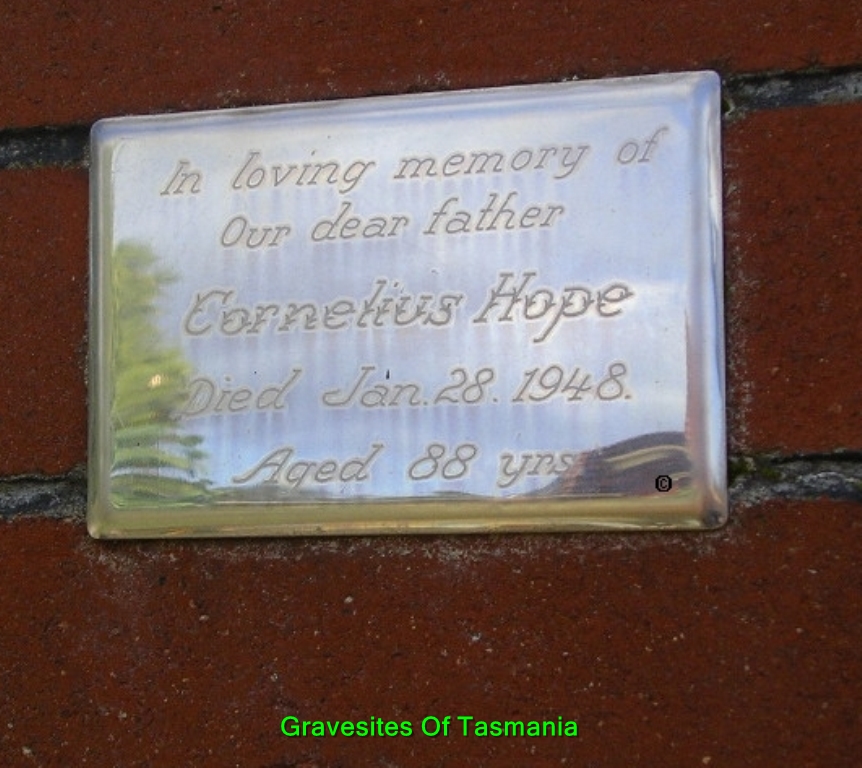 In loving memory of
Our dear father
Cornelius Hope
Died Jan. 28. 1948.
Aged 88 yrs
©
Gravesites Of Tasmania